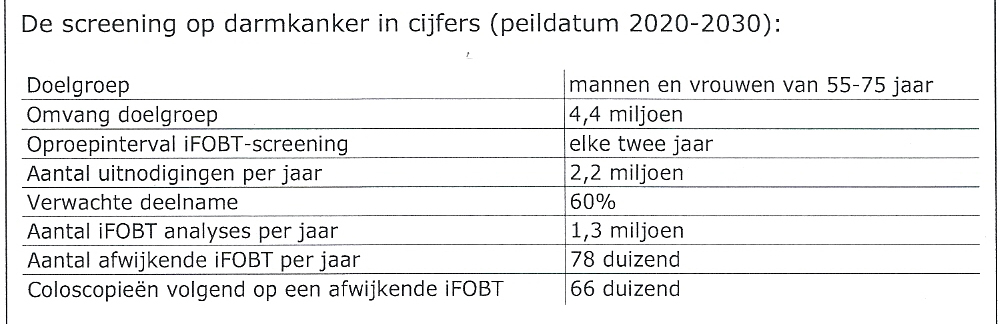 De screening op darmkanker in cijfers (peildatum 2020-2030):
Doelgroep mannen en vrouwen van 55-75 jaar
Omvang doelgroep 4,4 miljoen
Oproepinterval iFOBT-screening elke twee jaar
Aantal uitnodigingen per jaar 2,2 miljoen
Verwachte deelname 60%
Aantal iFOBT analyses per jaar 1,3 miljoen
Aantal afwijkende iFOBT per jaar 78 duizend
Coloscopieën volgend op een afwijkende iFOBT 66 duizend